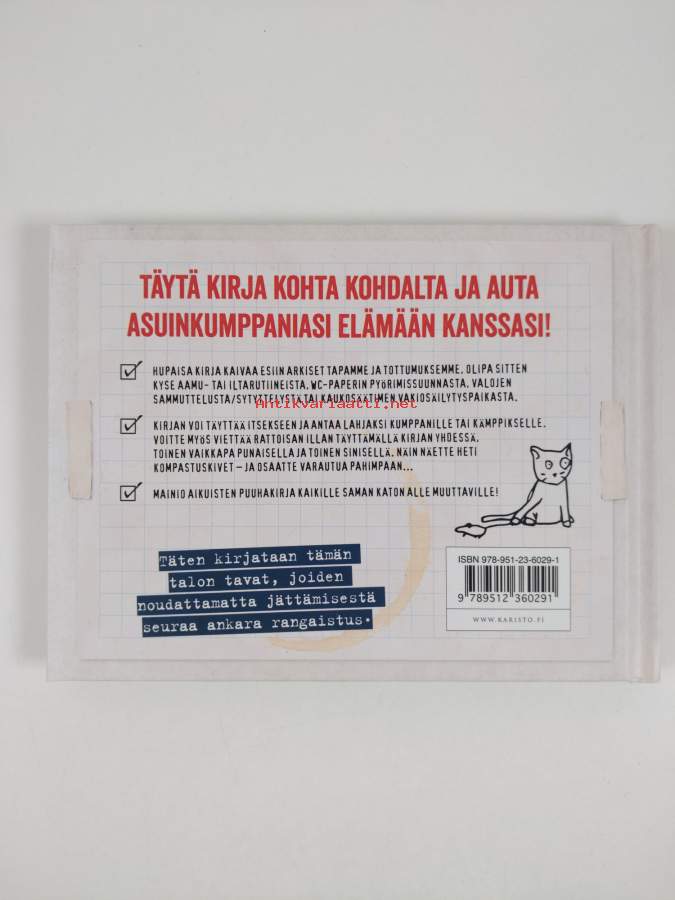 TÄYTÄ KIRJA KOHTA KOHDALTA JA AUTA
ASUINKUMPPANIASI ELÄMÄÄN KANSSASI!
HUPAISA KIRJA KAIVAA ESIIN ARKISET TAPAMME JA TOTTUMUKSEMME, OLIPA SITTEN
KYSE AAMU- TAI ILTARUTIINEISTA, WC-PAPERIN PYÖRIMISSUUNNASTA, VALOJEN
SAMMUTTELUSTA/SYTYTTELYSTÄ TAI KAUKOSÄÄTIMEN VAKIOSÄILYTYSPAIKASTA.
Antikvariaatti.net
KIRJAN VOI TÄYTTÄÄ ITSEKSEEN JA ANTAA LAHJAKSI KUMPPANILLE TAI KÄMPPIKSELLE.
VOITTE MYÖS VIETTÄÄ RATTOISAN ILLAN TÄYTTÄMÄLLÄ KIRJAN YHDESSÄ,
TOINEN VAIKKAPA PUNAISELLA JA TOINEN SINISELLÄ. NÄIN NÄETTE HETI
KOMPASTUSKIVET – JA OSAATTE VARAUTUA PAHIMPAAN...
MAINIO AIKUISTEN PUUHAKIRJA KAIKILLE SAMAN KATON ALLE MUUTTAVILLE!
Täten kirjataan tämän
talon tavat, joiden
noudattamatta jättämisestä
seuraa ankara rangaistus.
ISBN 978-951-23-6029-1
9 789512 360291
WWW.KARISTO.FI